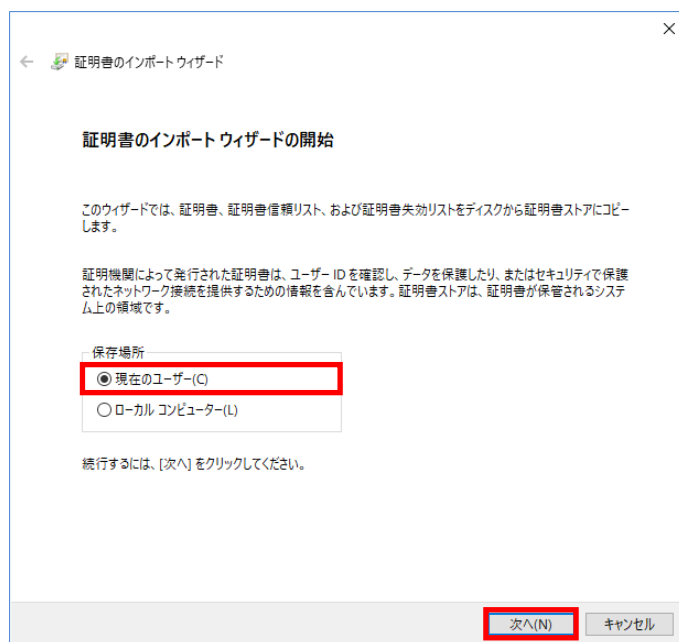 証明書のインポート ウィザード
証明書のインポート ウィザードの開始
このウィザードでは、証明書、証明書信頼リスト、および証明書失効リストをディスクから証明書ストアにコピー
します。
証明機関によって発行された証明書は、ユーザー ID を確認し、データを保護したり、またはセキュリティで保護
されたネットワーク接続を提供するための情報を含んでいます。証明書ストアは、証明書が保管されるシステ
ム上の領域です。
保存場所
現在のユーザー(C)
ローカル コンピューター(L)
続行するには、[次へ] をクリックしてください。
次へ(N)
キャンセル